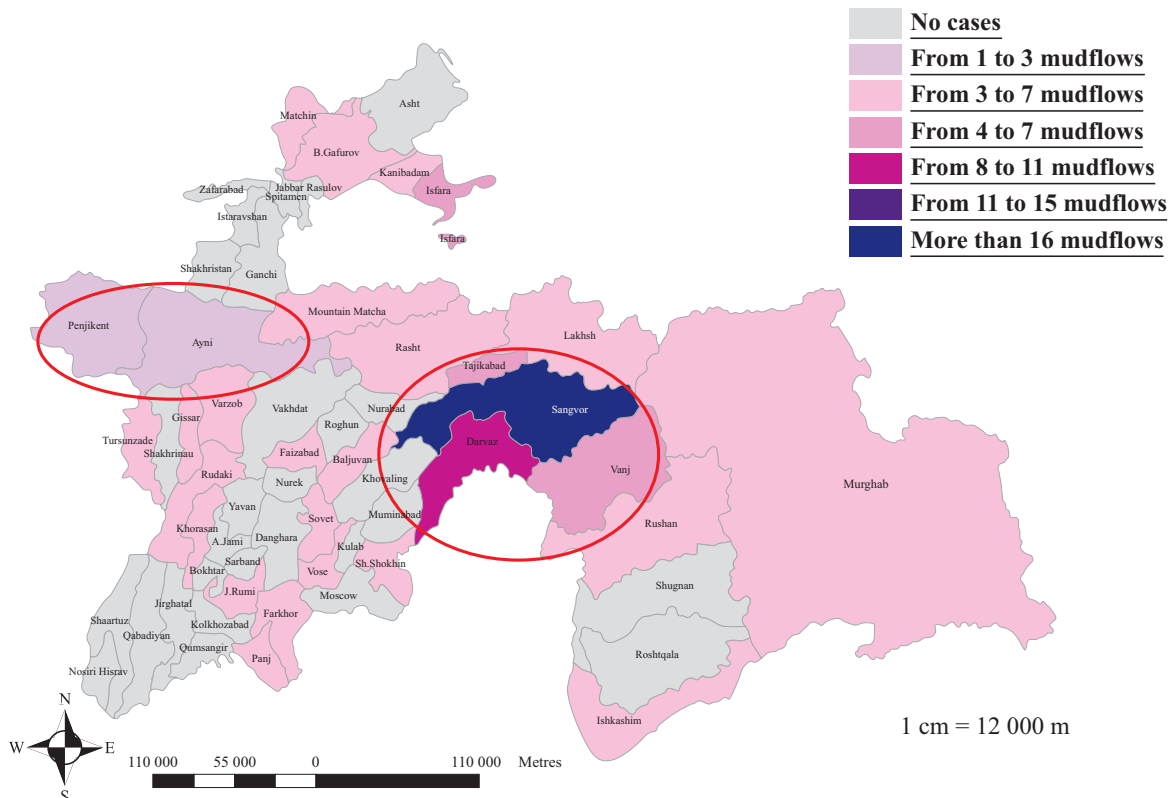 No cases
From 1 to 3 mudflows
From 3 to 7 mudflows
From 4 to 7 mudflows
From 8 to 11 mudflows
From 11 to 15 mudflows
More than 16 mudflows
Asht
Matchin
B.Gafurov
Kanibadam
Isfara
Zafarabad
Jabbar Rasulov
Spitamen
Istaravshan
Isfara
Shakhristan
Ganchi
Mountain Matcha
Penjikent
Ayni
Rasht
Lakhsh
Tajikabad
Varzob
Vakhdat
Nurabad
Sangvor
Gissar
Roghun
Tursunzade
Shakhrinau
Faizabad
Baljuvan
Darvaz
Rudaki
Nurek
Khovaling
Vanj
Murghab
Yavan
Sovet
Muminabad
Khorasan
Rushan
A.Jami
Danghara
Kulab
Sarband
Sh.Shokhin
Bokhtar
Vose
Shugnan
J.Rumi
Moscow
Jirghatal
Farkhor
Shaartuz
Kolkhozabad
Qabadiyan
Qumsangir
Panj
Roshtqala
Nosiri Hisrav
Ishkashim
N
W
E
S
1 cm = 12 000 m
110 000 55 000 0 110 000 Metres